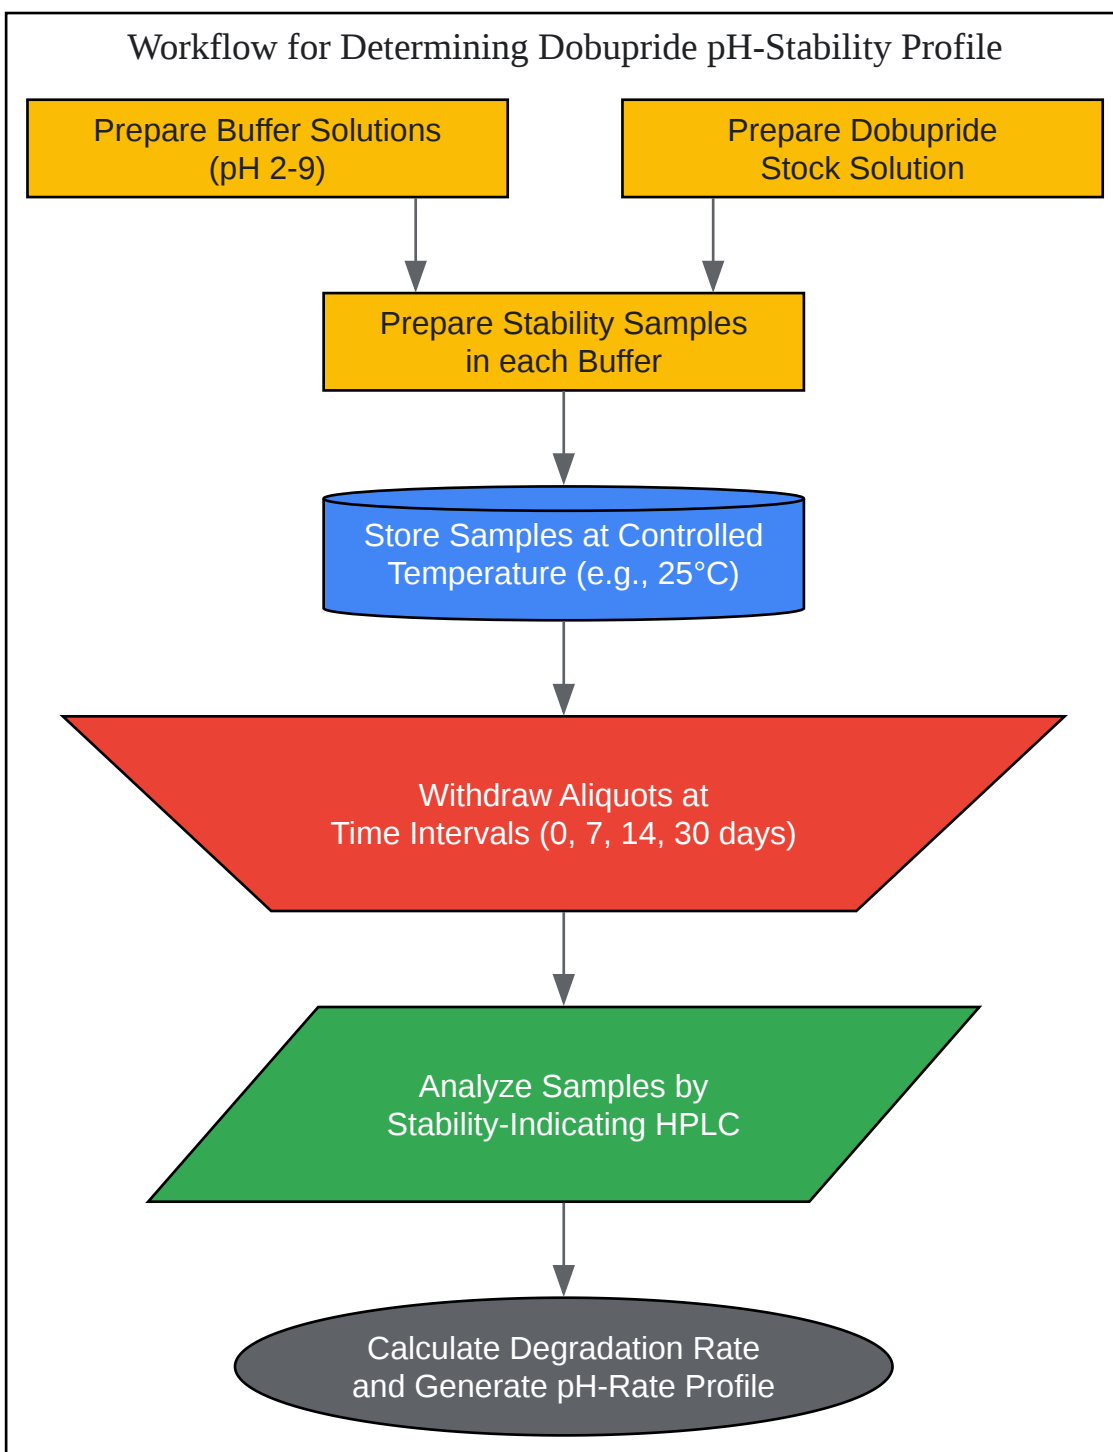 Workflow for Determining Dobupride pH-Stability Profile
Prepare Buffer Solutions
(pH 2-9)
Prepare Dobupride
Stock Solution
Prepare Stability Samples
in each Buffer
Store Samples at Controlled
Temperature (e.g., 25°C)
Withdraw Aliquots at
Time Intervals (0, 7, 14, 30 days)
Analyze Samples by
Stability-Indicating HPLC
Calculate Degradation Rate
and Generate pH-Rate Profile